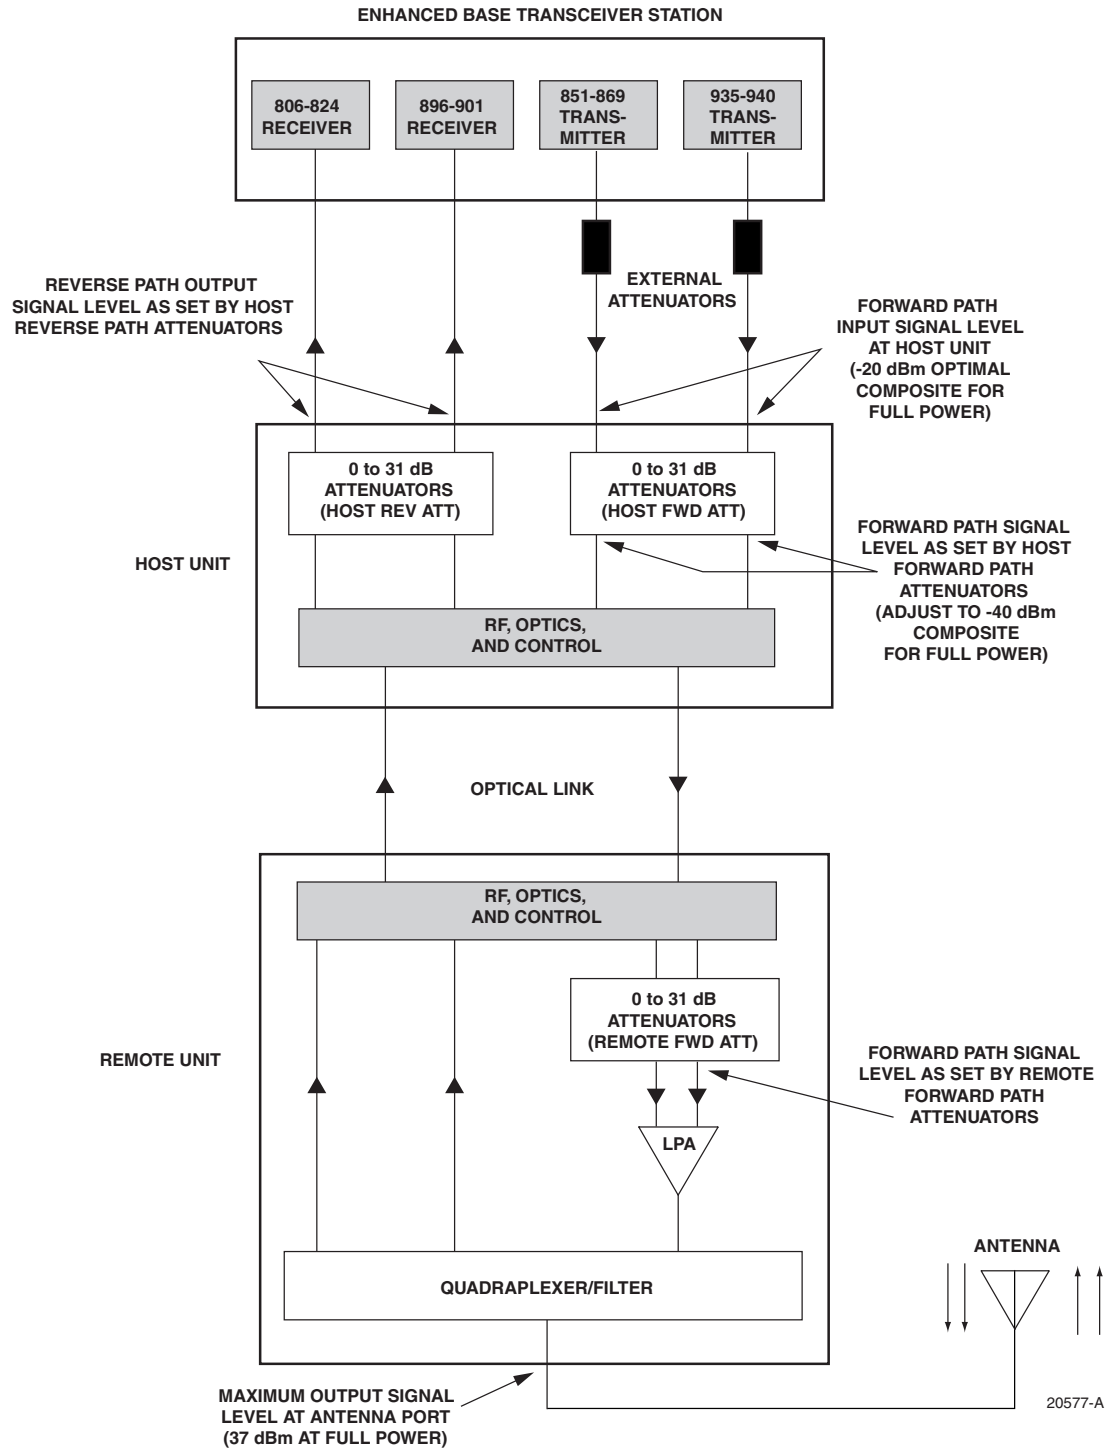 ENHANCED BASE TRANSCEIVER STATION
806-824
RECEIVER
896-901
RECEIVER
851-869
TRANS-
MITTER
935-940
TRANS-
MITTER
REVERSE PATH OUTPUT
SIGNAL LEVEL AS SET BY HOST
REVERSE PATH ATTENUATORS
EXTERNAL
ATTENUATORS
FORWARD PATH
INPUT SIGNAL LEVEL
AT HOST UNIT
(-20 dBm OPTIMAL
COMPOSITE FOR
FULL POWER)
0 to 31 dB
ATTENUATORS
(HOST REV ATT)
0 to 31 dB
ATTENUATORS
(HOST FWD ATT)
HOST UNIT
FORWARD PATH SIGNAL
LEVEL AS SET BY HOST
FORWARD PATH
ATTENUATORS
(ADJUST TO -40 dBm
COMPOSITE
FOR FULL POWER)
RF, OPTICS,
AND CONTROL
OPTICAL LINK
RF, OPTICS,
AND CONTROL
0 to 31 dB
ATTENUATORS
(REMOTE FWD ATT)
REMOTE UNIT
FORWARD PATH SIGNAL
LEVEL AS SET BY REMOTE
FORWARD PATH
ATTENUATORS
LPA
ANTENNA
QUADRAPLEXER/FILTER
MAXIMUM OUTPUT SIGNAL
LEVEL AT ANTENNA PORT
(37 dBm AT FULL POWER)
20577-A